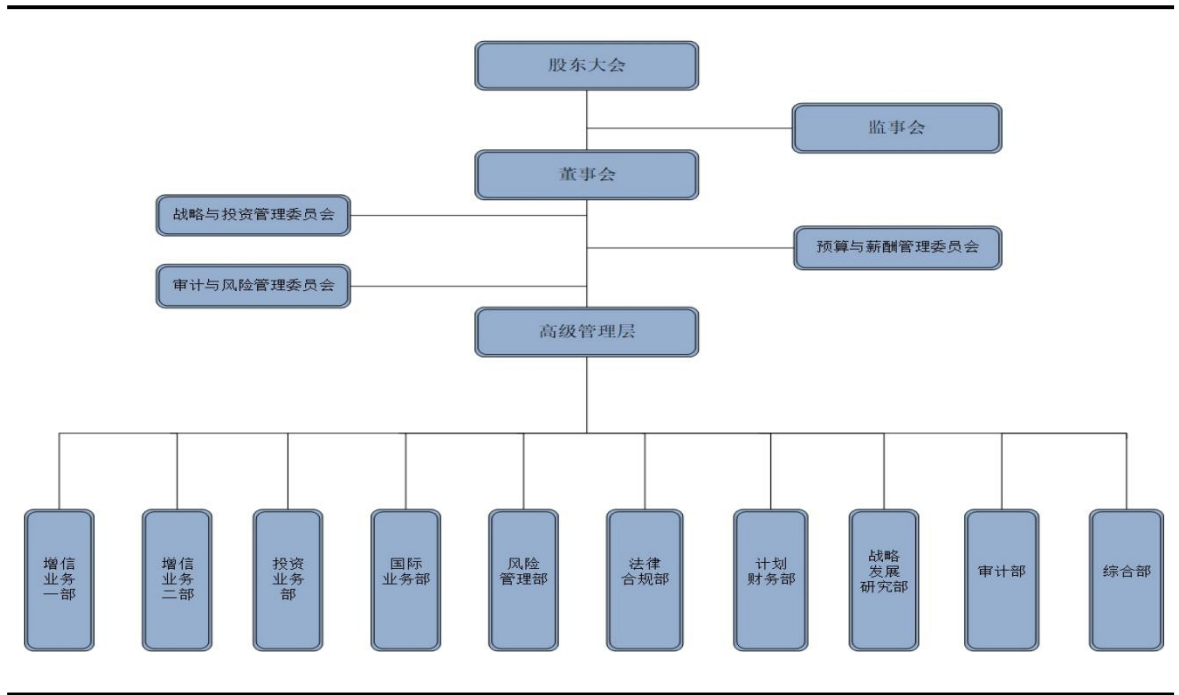 股东大会
监事会
董事会
战略与投资管理委员会
预算与薪酬管理委员会
审计与风险管理委员会
高级管理层
增信
业务
一部
增信
业务
二部
投资
业务
部
国际
业务部
风险
管理部
法律
合规部
计划
财务部
战略
发展
研究部
审计部
综合部